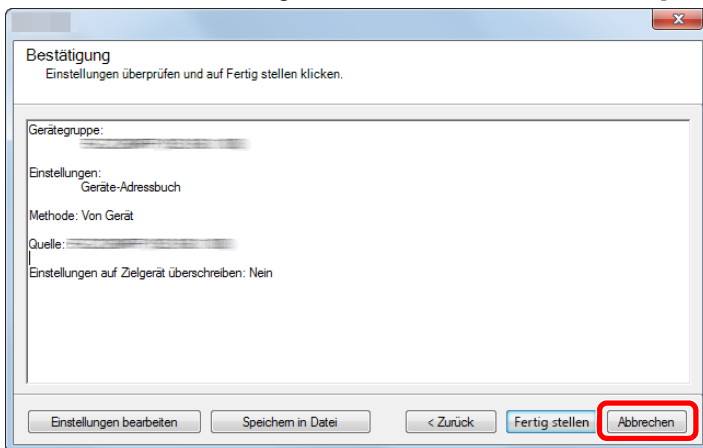 Bestätigung
Einstellungen überprüfen und auf Fertig stellen klicken.
Gerätegruppe:
Einstellungen:
Geräte-Adressbuch
Methode: Von Gerät
Quelle:
Einstellungen auf Zielgerät überschreiben: Nein
Einstellungen bearbeiten Speichern in Datei < Zurück Fertig stellen Abbrechen